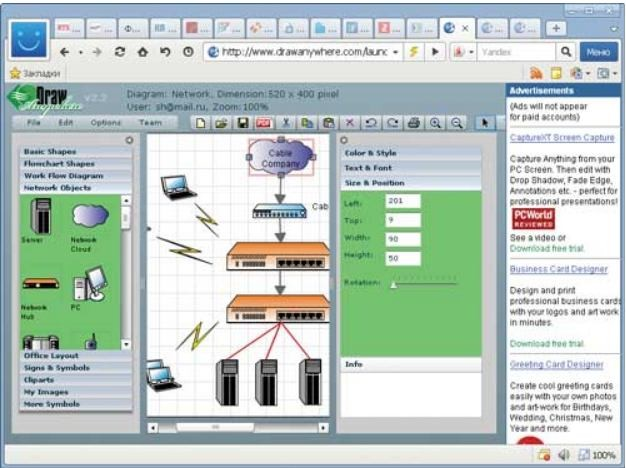 RTS
http://www.drawanywhere.com/launc
Yandex
Меню
Закладки
Draw
Anywhere
v2.2
Diagram: Network, Dimension:520 x 400 pixel
User: sh@mail.ru, Zoom:100%
File Edit Options Team
PDF
Basic Shapes
Flowchart Shapes
Work Flow Diagram
Network Objects
Server
Network
Cloud
Network
Hub
PC
Office Layout
Signs & Symbols
Cliparts
My Images
More Symbols
Cable
Company
Cab
Color & Style
Text & Font
Size & Position
Left: 201
Top: 9
Width: 90
Height: 50
Rotation:
Info
Advertisements
(Ads will not appear
for paid accounts)
CaptureXT Screen Capture
Capture Anything from your
PC Screen. Then edit with
Drop Shadow, Fade Edge,
Annotations etc. - perfect for
professional presentations!
PCWorld
REVIEWED
See a video or
Download free trial.
Business Card Designer
Design and print
professional business cards
with your logos and art work
in minutes.
Download free trial.
Greeting Card Designer
Create cool greeting cards
easily with your own photos
and art-work for Birthdays,
Wedding, Christmas, New
Year and more.
100%